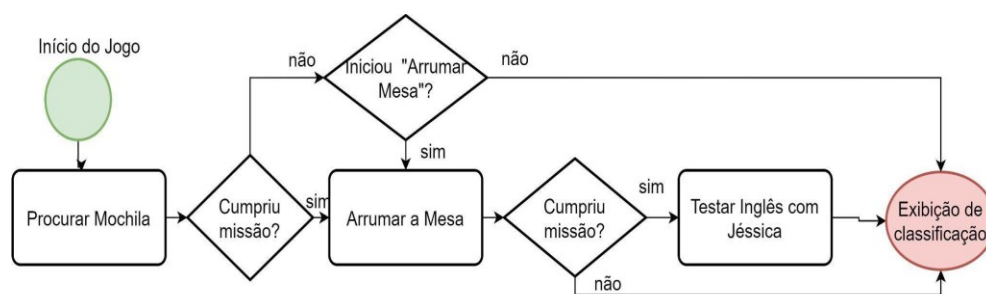 Início do Jogo
não
Iniciou "Arrumar
Mesa"?
não
sim
Procurar Mochila
Cumpriu
missão?
sim
Arrumar a Mesa
Cumpriu
missão?
sim
Testar Inglês com
Jéssica
Exibição de
classificação
não